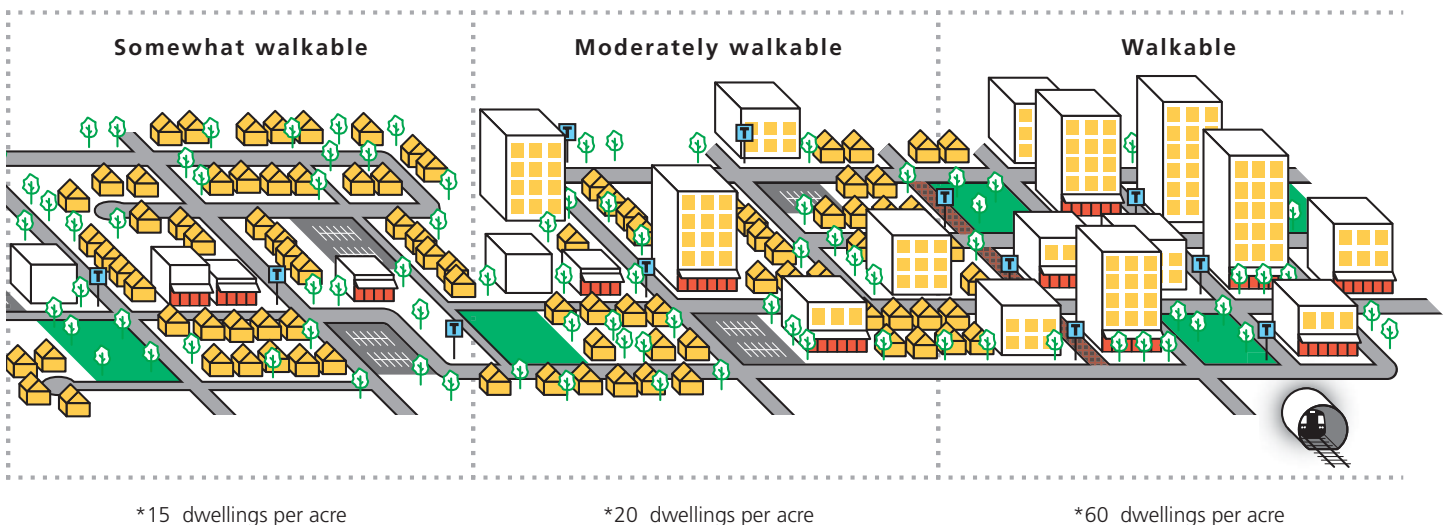 Somewhat walkable
Moderately walkable
Walkable
T
T
T
T
T
T
T
T
T
T
T
T
T
*15 dwellings per acre
*20 dwellings per acre
*60 dwellings per acre